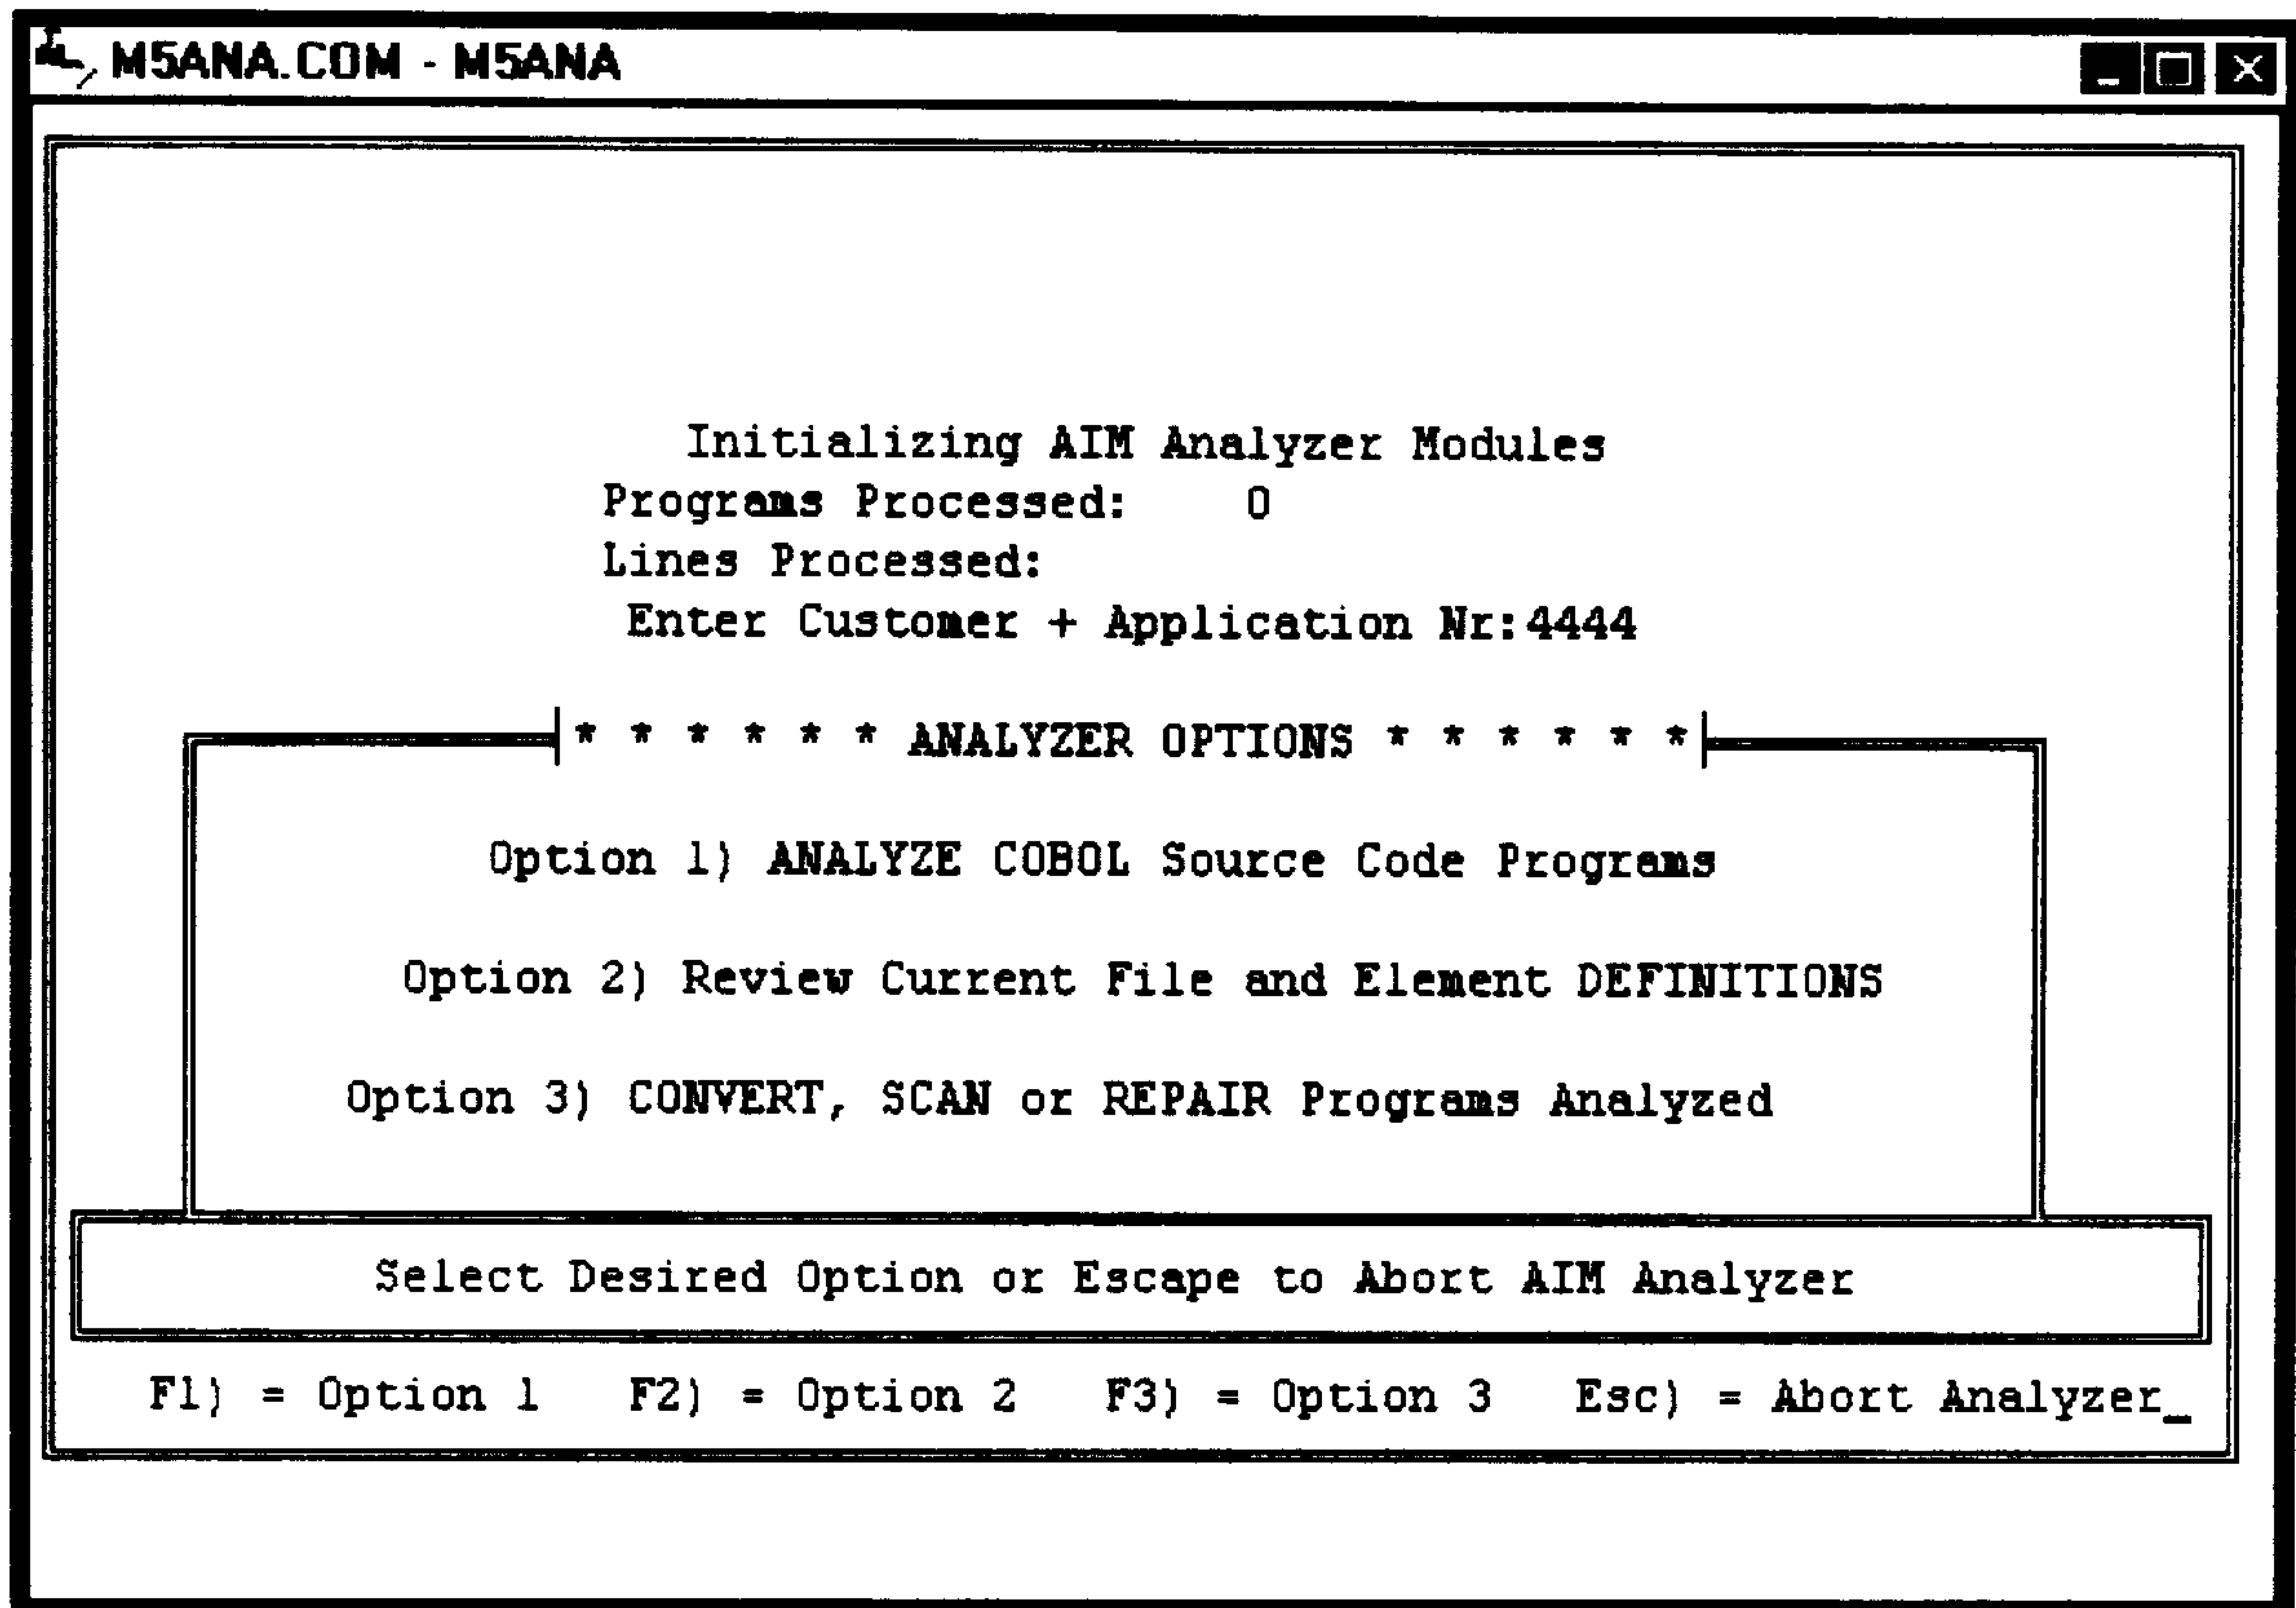 M5ANA.COM - M5ANA
Initializing AIM Analyzer Modules
Programs Processed: 0
Lines Processed:
Enter Customer + Application Nr:4444
* * * * * * ANALYZER OPTIONS * * * * * *
Option 1) ANALYZE COBOL Source Code Programs
Option 2) Review Current File and Element DEFINITIONS
Option 3) CONVERT, SCAN or REPAIR Programs Analyzed
Select Desired Option or Escape to Abort AIM Analyzer
F1) = Option 1 F2) = Option 2 F3) = Option 3 Esc) = Abort Analyzer_